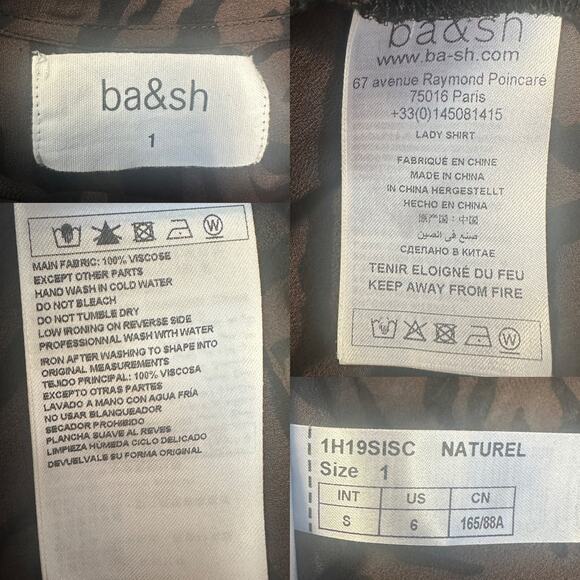 ba&sh
1
ba&sh
www.ba-sh.com
67 avenue Raymond Poincaré
75016 Paris
+33(0)145081415
LADY SHIRT
FABRIQUÉ EN CHINE
MADE IN CHINA
IN CHINA HERGESTELLT
HECHO EN CHINA
原产国：中国
صنع في الصين
СДЕЛАНО В КИТАЕ
TENIR ELOIGNÉ DU FEU
KEEP AWAY FROM FIRE
W
W
MAIN FABRIC: 100% VISCOSE
EXCEPT OTHER PARTS
HAND WASH IN COLD WATER
DO NOT BLEACH
DO NOT TUMBLE DRY
LOW IRONING ON REVERSE SIDE
PROFESSIONNAL WASH WITH WATER
IRON AFTER WASHING TO SHAPE INTO
ORIGINAL MEASUREMENTS
TEJIDO PRINCIPAL: 100% VISCOSA
EXCEPTO OTRAS PARTES
LAVADO A MANO CON AGUA FRÍA
NO USAR BLANQUEADOR
SECADOR PROHIBIDO
PLANCHA SUAVE AL REVES
LIMPIEZA HÚMEDA CICLO DELICADO
DEVUELVALE SU FORMA ORIGINAL
1H19SISC NATUREL
Size 1
INT US CN
S 6 165/88A